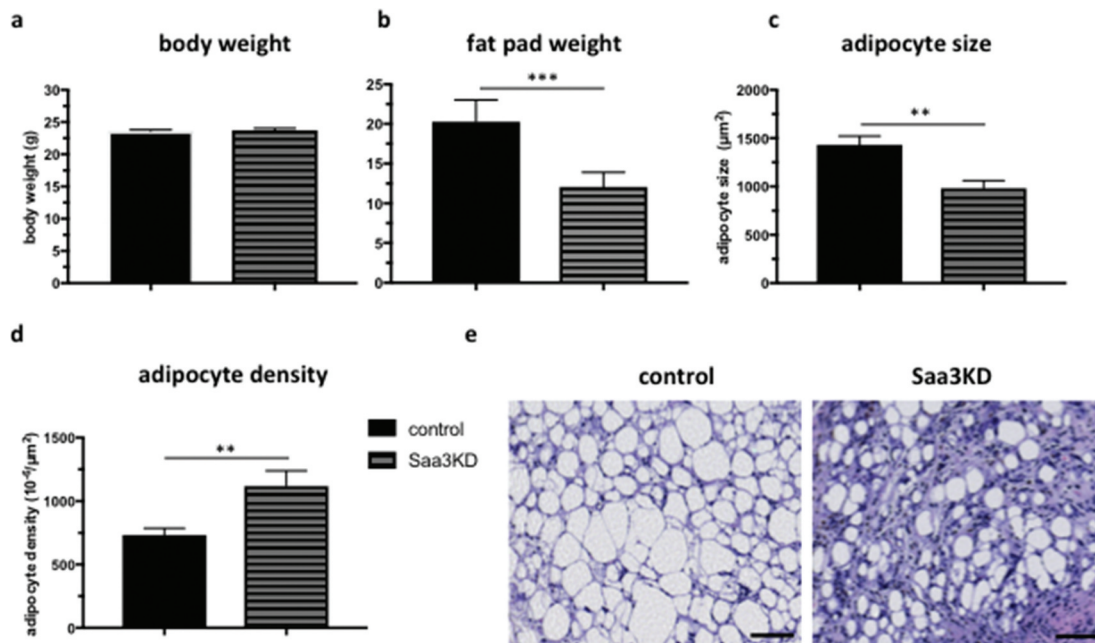 a
body weight
body weight (g)
30
25
20
15
10
5
0
b
fat pad weight
***
25
20
15
10
5
0
c
adipocyte size
**
adipocyte size (µm²)
2000
1500
1000
500
0
d
adipocyte density
**
adipocyte density (10⁻⁶/µm²)
1500
1000
500
0
control
Saa3KD
e
control
Saa3KD